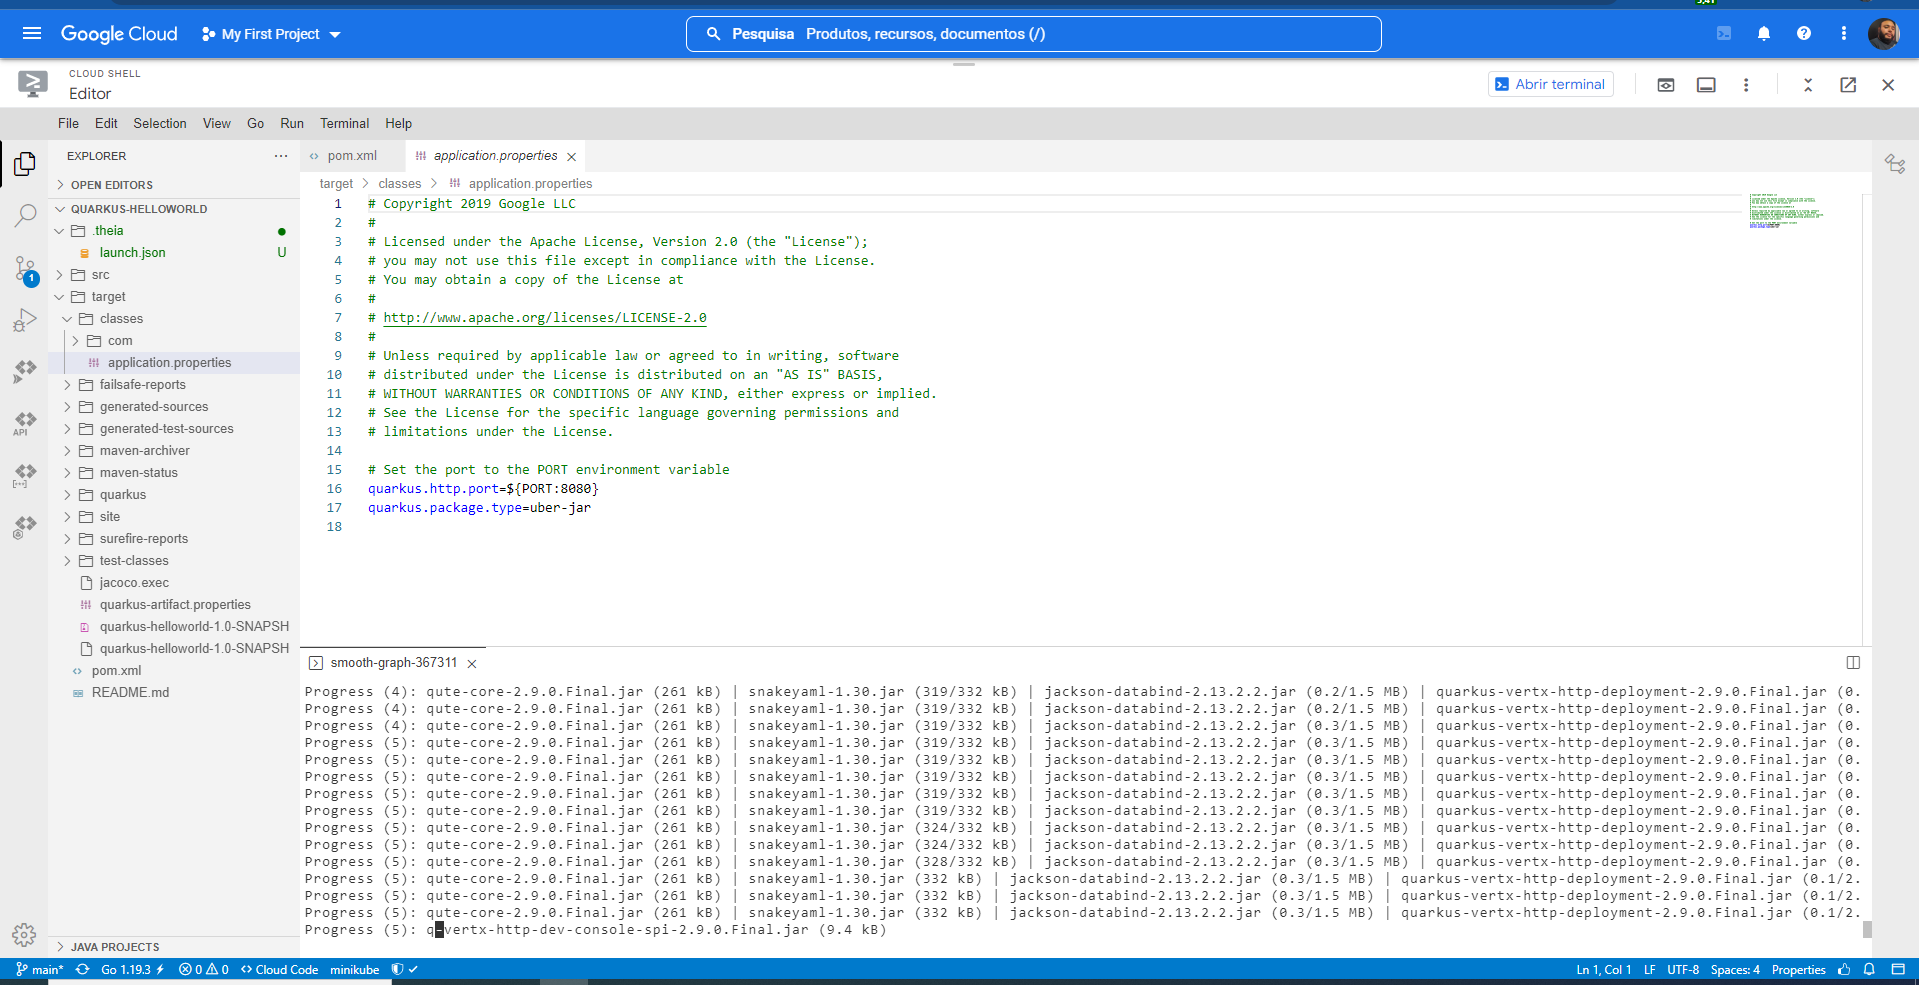 Google Cloud
My First Project
Pesquisa Produtos, recursos, documentos (/)
CLOUD SHELL
Editor
Abrir terminal
File Edit Selection View Go Run Terminal Help
EXPLORER
OPEN EDITORS
QUARKUS-HELLOWORLD
.theia
launch.json U
src
target
classes
com
application.properties
failsafe-reports
generated-sources
generated-test-sources
maven-archiver
maven-status
quarkus
site
surefire-reports
test-classes
jacoco.exec
quarkus-artifact.properties
quarkus-helloworld-1.0-SNAPSH
quarkus-helloworld-1.0-SNAPSH
pom.xml
README.md
JAVA PROJECTS
1
API
pom.xml
application.properties
target > classes > application.properties
1 # Copyright 2019 Google LLC
2 #
3 # Licensed under the Apache License, Version 2.0 (the "License");
4 # you may not use this file except in compliance with the License.
5 # You may obtain a copy of the License at
6 #
7 # http://www.apache.org/licenses/LICENSE-2.0
8 #
9 # Unless required by applicable law or agreed to in writing, software
10 # distributed under the License is distributed on an "AS IS" BASIS,
11 # WITHOUT WARRANTIES OR CONDITIONS OF ANY KIND, either express or implied.
12 # See the License for the specific language governing permissions and
13 # limitations under the License.
14
15 # Set the port to the PORT environment variable
16 quarkus.http.port=${PORT:8080}
17 quarkus.package.type=uber-jar
18
smooth-graph-367311
Progress (4): qute-core-2.9.0.Final.jar (261 kB) | snakeyaml-1.30.jar (319/332 kB) | jackson-databind-2.13.2.2.jar (0.2/1.5 MB) | quarkus-vertx-http-deployment-2.9.0.Final.jar (0.
Progress (4): qute-core-2.9.0.Final.jar (261 kB) | snakeyaml-1.30.jar (319/332 kB) | jackson-databind-2.13.2.2.jar (0.2/1.5 MB) | quarkus-vertx-http-deployment-2.9.0.Final.jar (0.
Progress (4): qute-core-2.9.0.Final.jar (261 kB) | snakeyaml-1.30.jar (319/332 kB) | jackson-databind-2.13.2.2.jar (0.3/1.5 MB) | quarkus-vertx-http-deployment-2.9.0.Final.jar (0.
Progress (5): qute-core-2.9.0.Final.jar (261 kB) | snakeyaml-1.30.jar (319/332 kB) | jackson-databind-2.13.2.2.jar (0.3/1.5 MB) | quarkus-vertx-http-deployment-2.9.0.Final.jar (0.
Progress (5): qute-core-2.9.0.Final.jar (261 kB) | snakeyaml-1.30.jar (319/332 kB) | jackson-databind-2.13.2.2.jar (0.3/1.5 MB) | quarkus-vertx-http-deployment-2.9.0.Final.jar (0.
Progress (5): qute-core-2.9.0.Final.jar (261 kB) | snakeyaml-1.30.jar (319/332 kB) | jackson-databind-2.13.2.2.jar (0.3/1.5 MB) | quarkus-vertx-http-deployment-2.9.0.Final.jar (0.
Progress (5): qute-core-2.9.0.Final.jar (261 kB) | snakeyaml-1.30.jar (319/332 kB) | jackson-databind-2.13.2.2.jar (0.3/1.5 MB) | quarkus-vertx-http-deployment-2.9.0.Final.jar (0.
Progress (5): qute-core-2.9.0.Final.jar (261 kB) | snakeyaml-1.30.jar (319/332 kB) | jackson-databind-2.13.2.2.jar (0.3/1.5 MB) | quarkus-vertx-http-deployment-2.9.0.Final.jar (0.
Progress (5): qute-core-2.9.0.Final.jar (261 kB) | snakeyaml-1.30.jar (324/332 kB) | jackson-databind-2.13.2.2.jar (0.3/1.5 MB) | quarkus-vertx-http-deployment-2.9.0.Final.jar (0.
Progress (5): qute-core-2.9.0.Final.jar (261 kB) | snakeyaml-1.30.jar (324/332 kB) | jackson-databind-2.13.2.2.jar (0.3/1.5 MB) | quarkus-vertx-http-deployment-2.9.0.Final.jar (0.
Progress (5): qute-core-2.9.0.Final.jar (261 kB) | snakeyaml-1.30.jar (328/332 kB) | jackson-databind-2.13.2.2.jar (0.3/1.5 MB) | quarkus-vertx-http-deployment-2.9.0.Final.jar (0.
Progress (5): qute-core-2.9.0.Final.jar (261 kB) | snakeyaml-1.30.jar (332 kB) | jackson-databind-2.13.2.2.jar (0.3/1.5 MB) | quarkus-vertx-http-deployment-2.9.0.Final.jar (0.1/2.
Progress (5): qute-core-2.9.0.Final.jar (261 kB) | snakeyaml-1.30.jar (332 kB) | jackson-databind-2.13.2.2.jar (0.3/1.5 MB) | quarkus-vertx-http-deployment-2.9.0.Final.jar (0.1/2.
Progress (5): qute-core-2.9.0.Final.jar (261 kB) | snakeyaml-1.30.jar (332 kB) | jackson-databind-2.13.2.2.jar (0.3/1.5 MB) | quarkus-vertx-http-deployment-2.9.0.Final.jar (0.1/2.
Progress (5): q-vertx-http-dev-console-spi-2.9.0.Final.jar (9.4 kB)
main* Go 1.19.3 0 0 Cloud Code minikube
Ln 1, Col 1 LF UTF-8 Spaces: 4 Properties